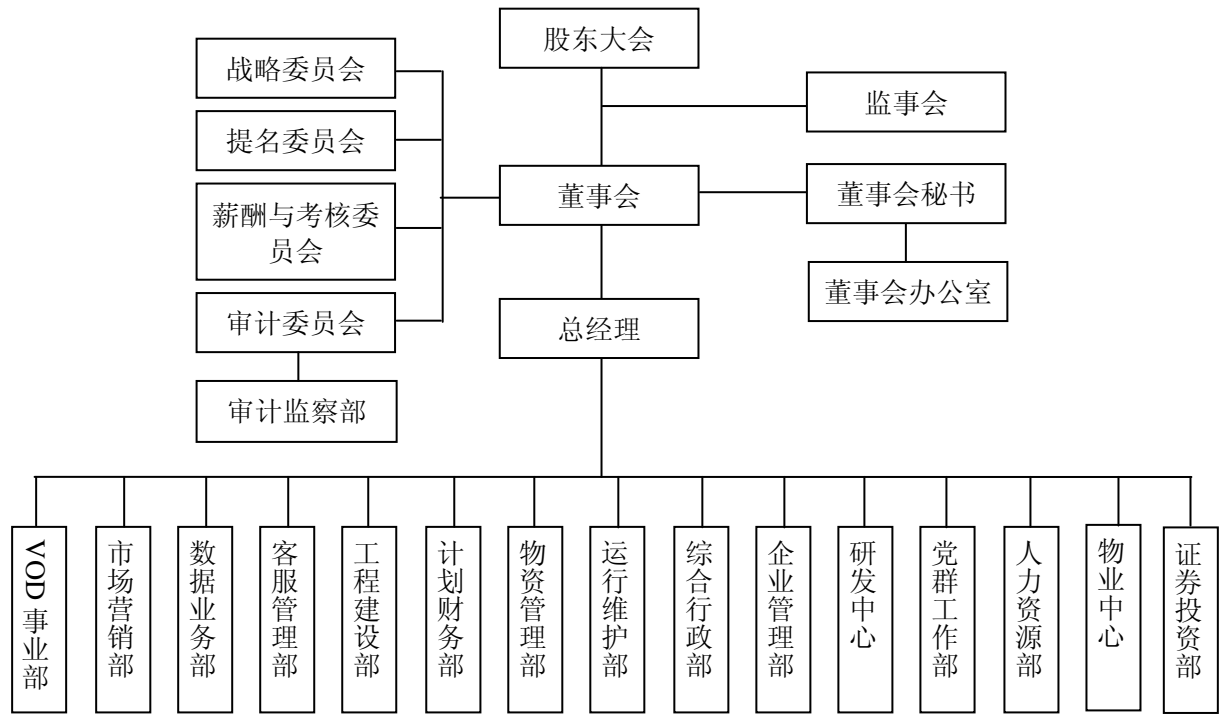 股东大会
战略委员会
监事会
提名委员会
董事会
董事会秘书
薪酬与考核委
员会
董事会办公室
审计委员会
总经理
审计监察部
VOD 事业部
市场营销部
数据业务部
客服管理部
工程建设部
计划财务部
物资管理部
运行维护部
综合行政部
企业管理部
研发中心
党群工作部
人力资源部
物业中心
证券投资部